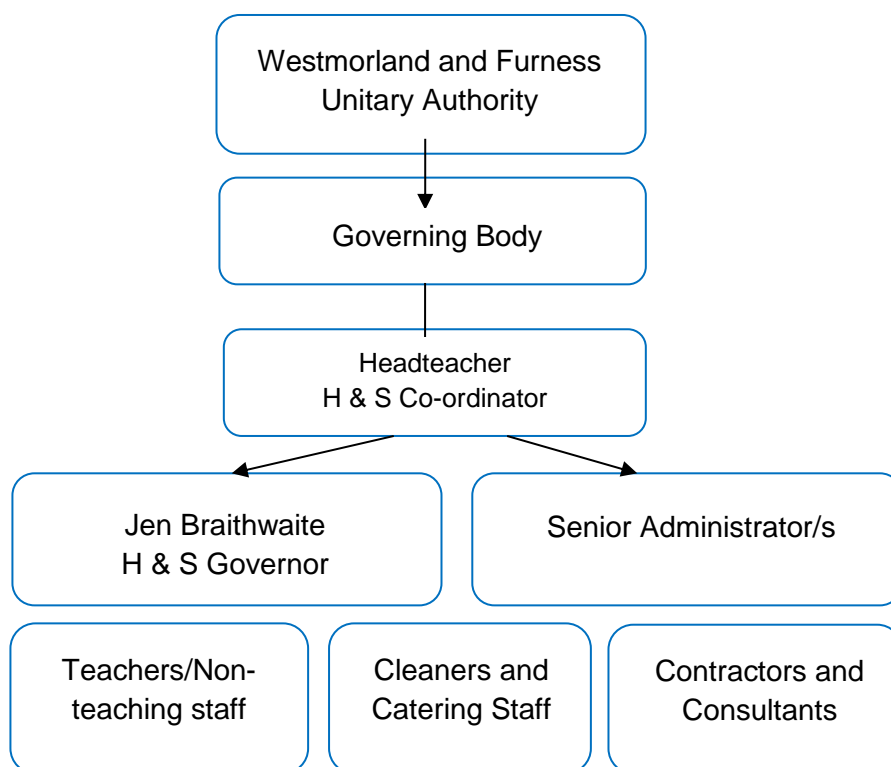 Westmorland and Furness
Unitary Authority
Governing Body
Headteacher
H & S Co-ordinator
Jen Braithwaite
H & S Governor
Senior Administrator/s
Teachers/Non-
teaching staff
Cleaners and
Catering Staff
Contractors and
Consultants